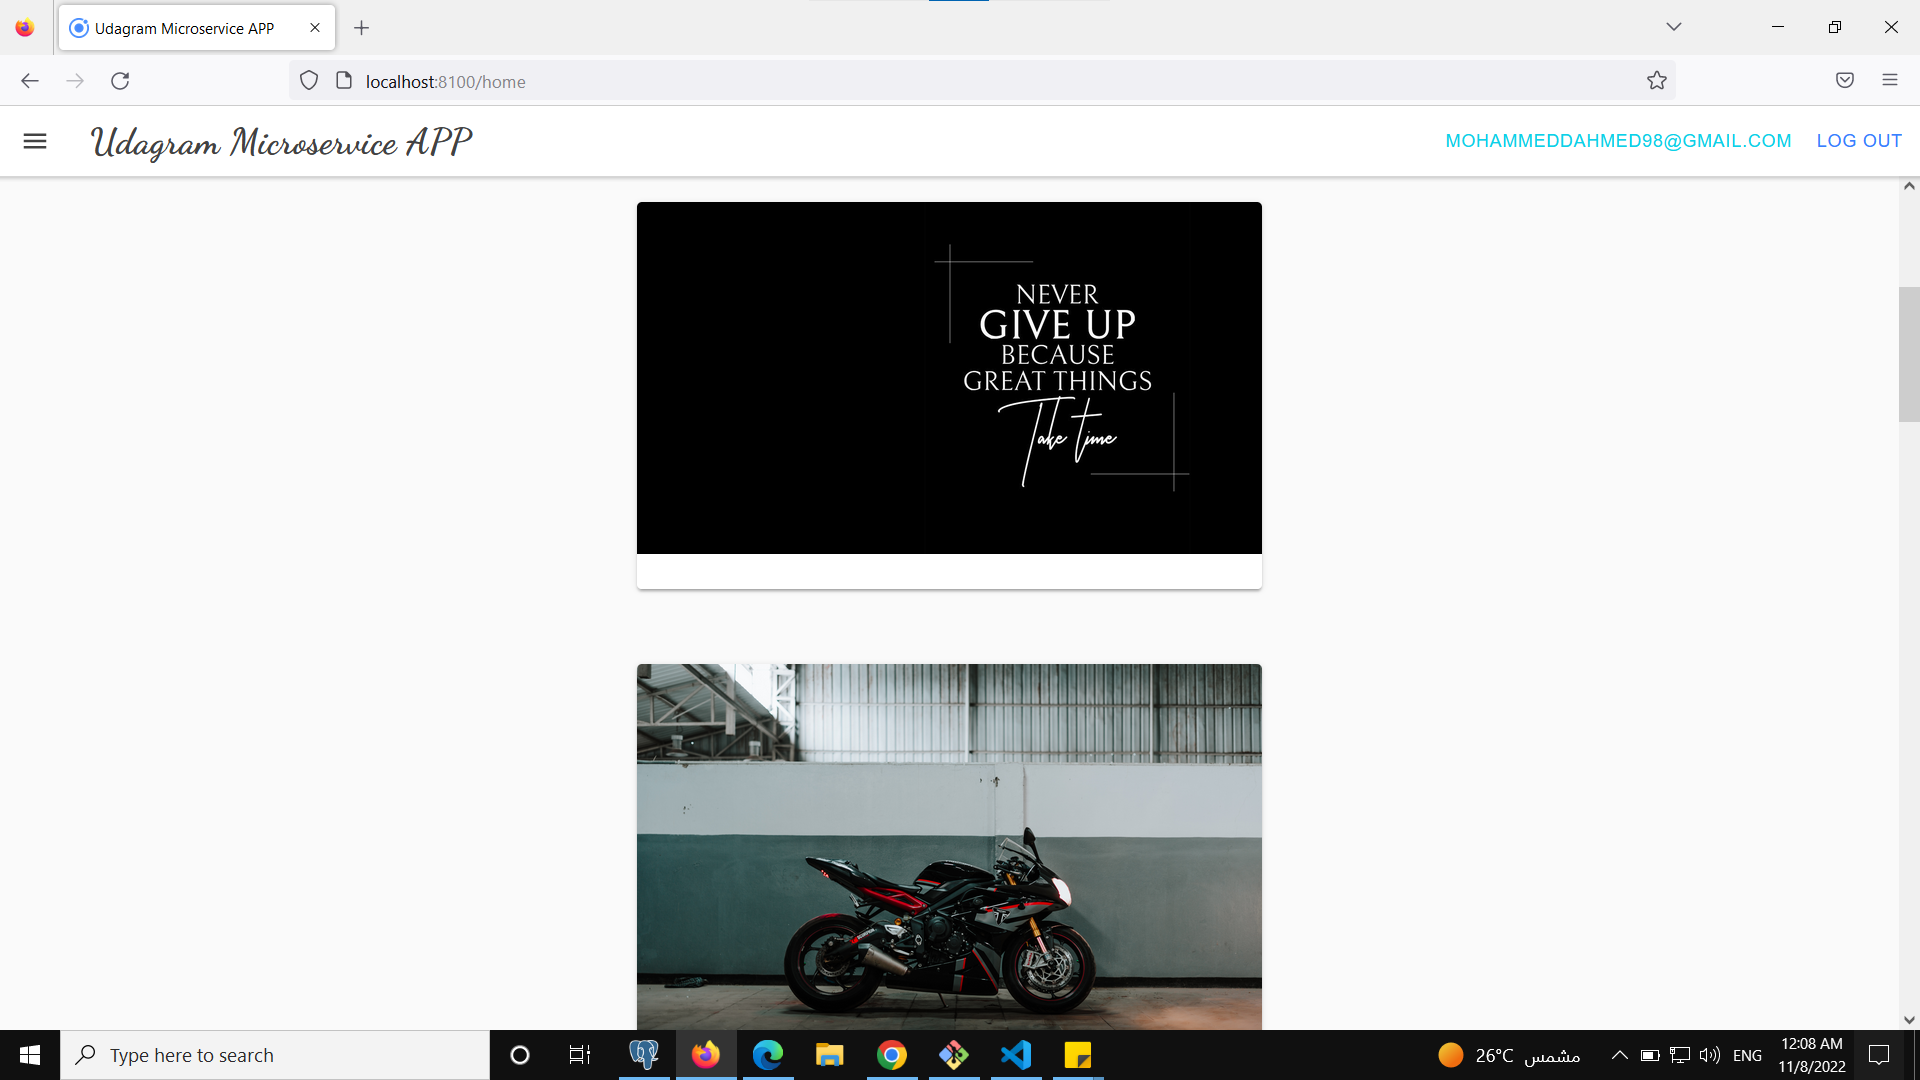 Udagram Microservice APP
localhost:8100/home
Udagram Microservice APP
MOHAMMEDDAHMED98@GMAIL.COM
LOG OUT
NEVER
GIVE UP
BECAUSE
GREAT THINGS
Take time
Type here to search
26°C مشمس
ENG
12:08 AM
11/8/2022